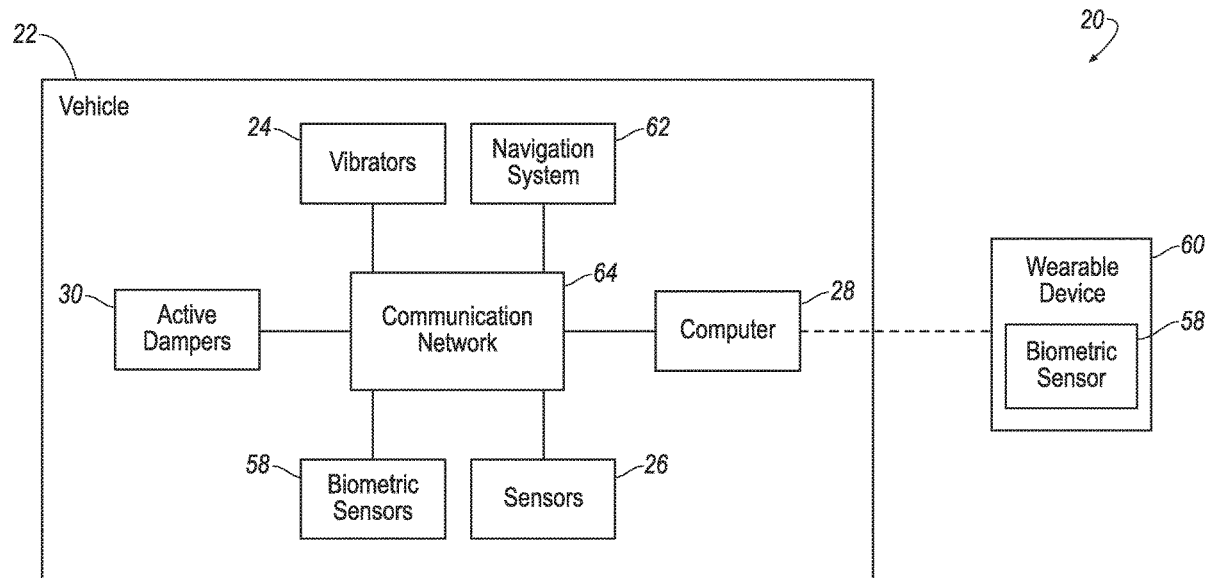 20
22
Vehicle
24
Vibrators
62
Navigation
System
30
Active
Dampers
64
Communication
Network
28
Computer
60
Wearable
Device
58
Biometric
Sensor
58
Biometric
Sensors
26
Sensors